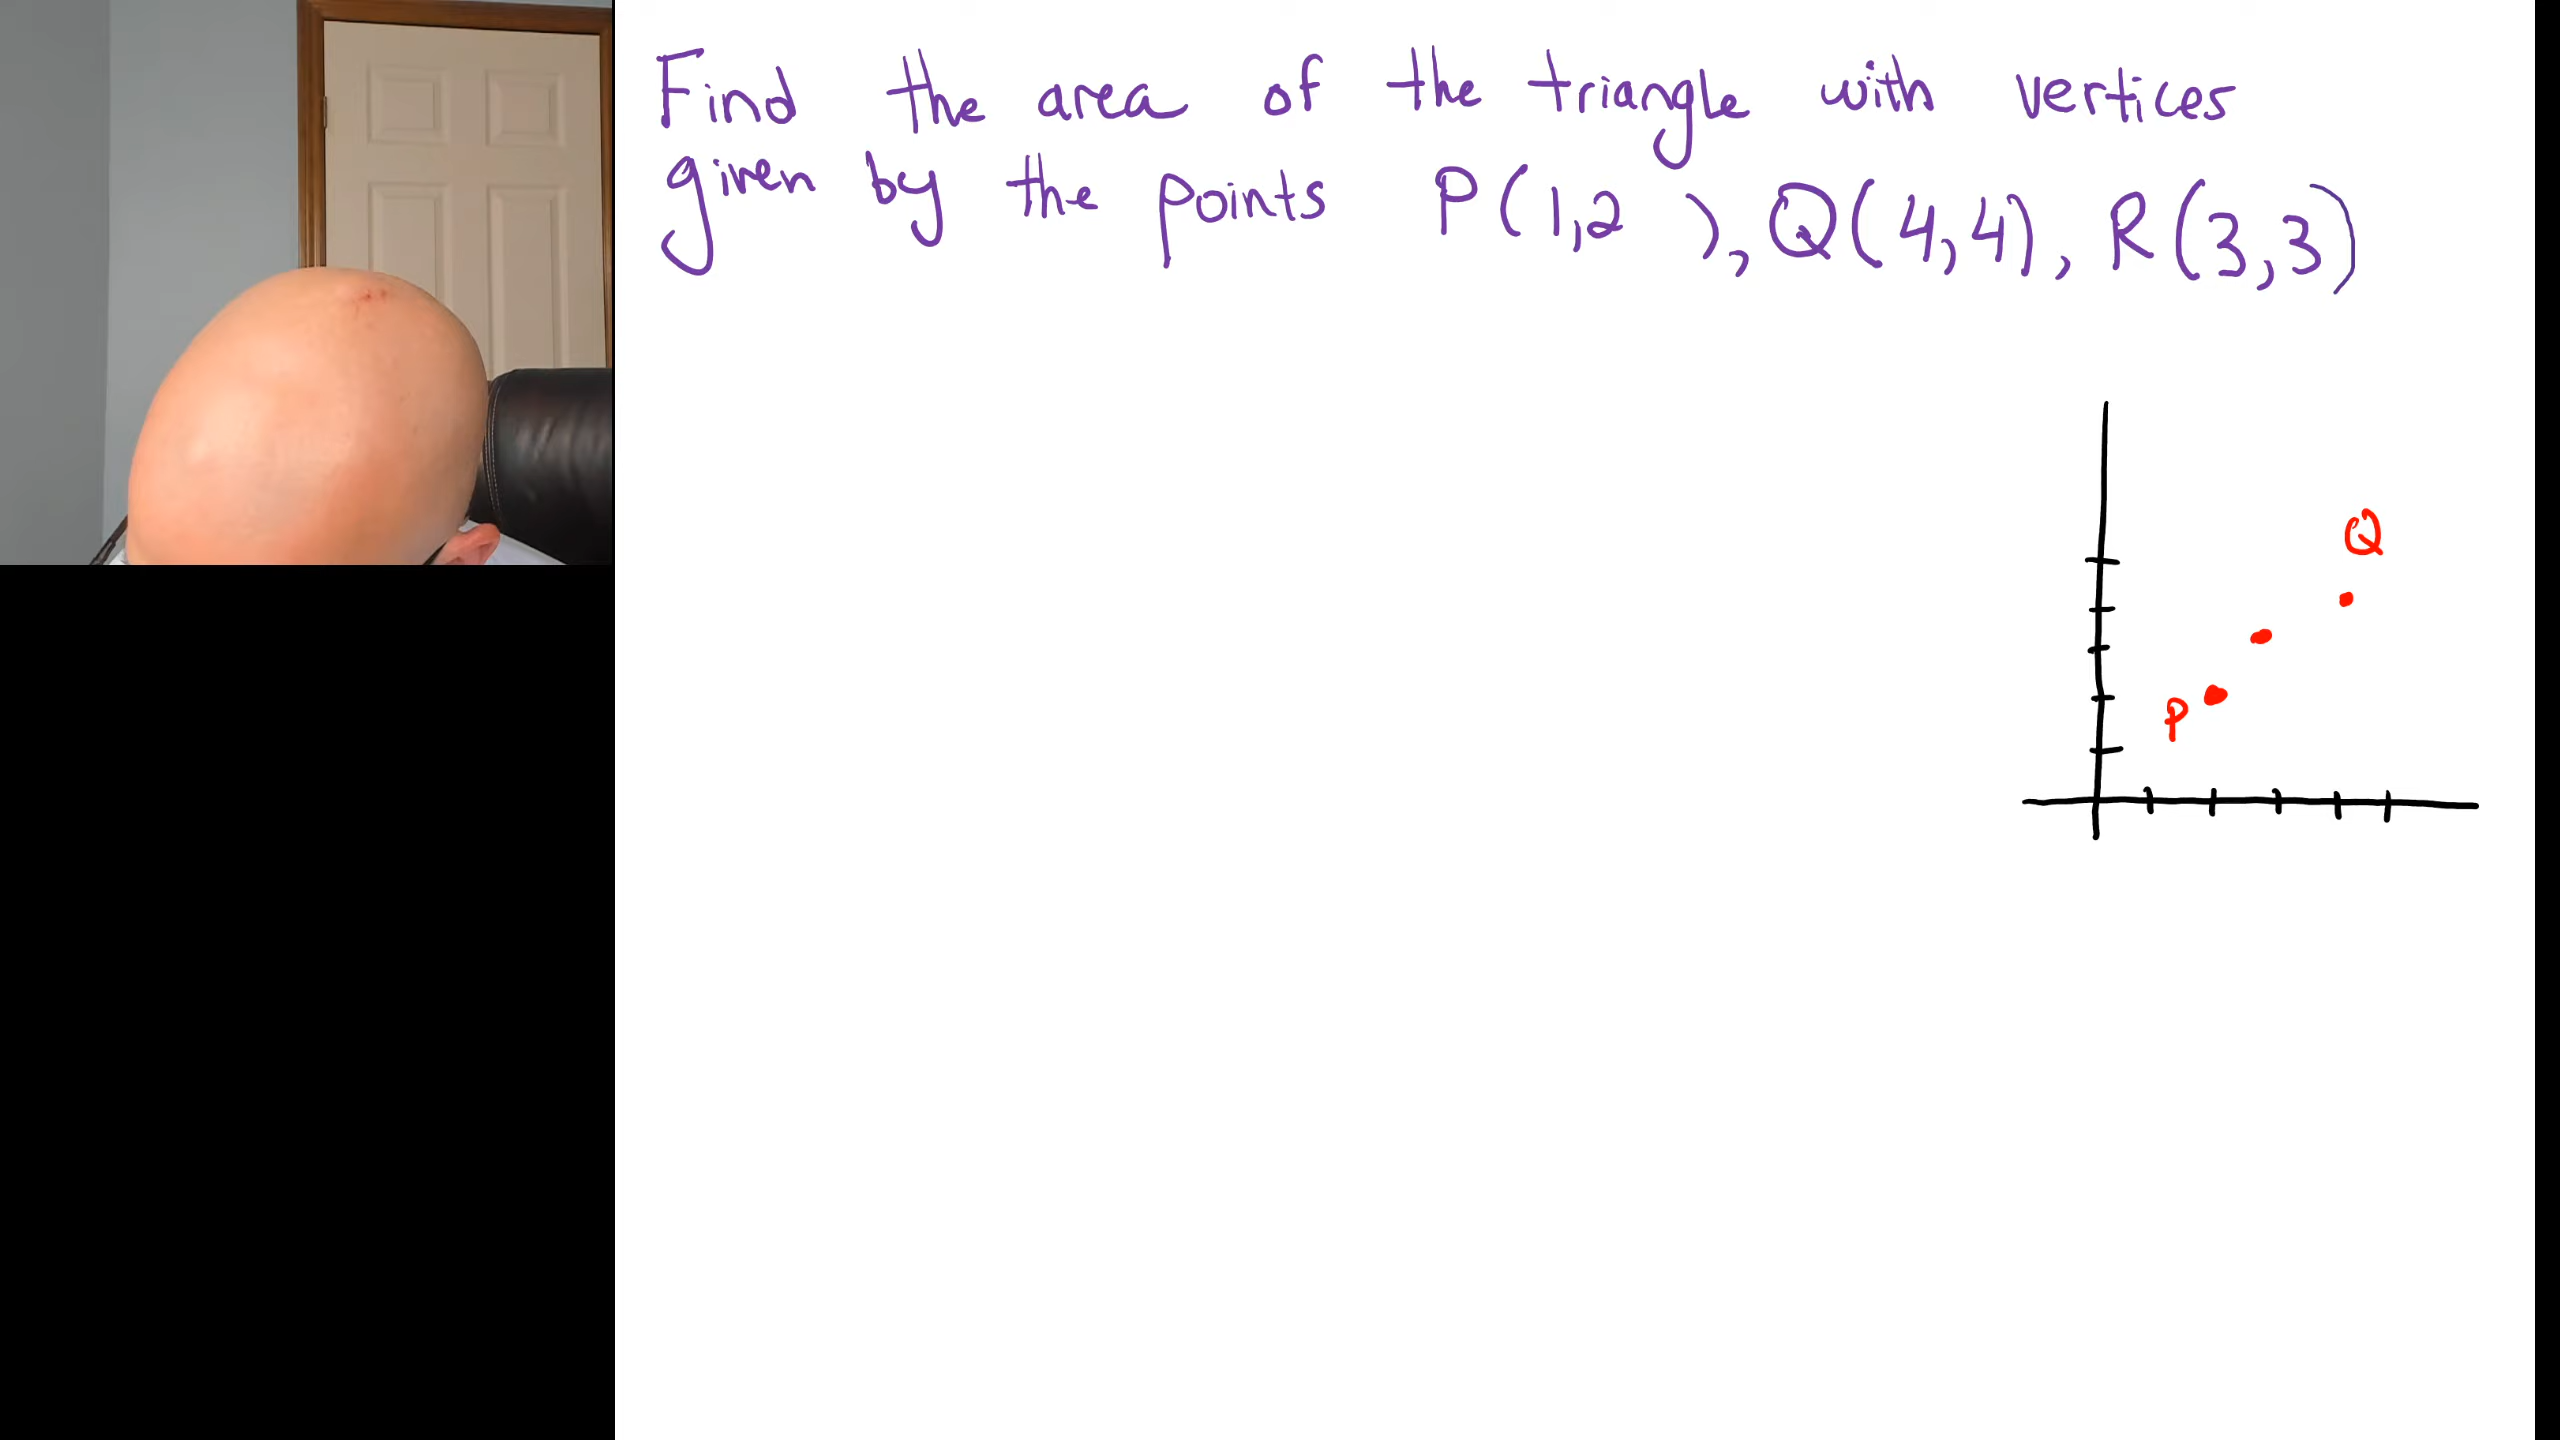 Find the area of the triangle with vertices
given by the points P(1,2 ), Q(4,4), R(3,3)
Q
P